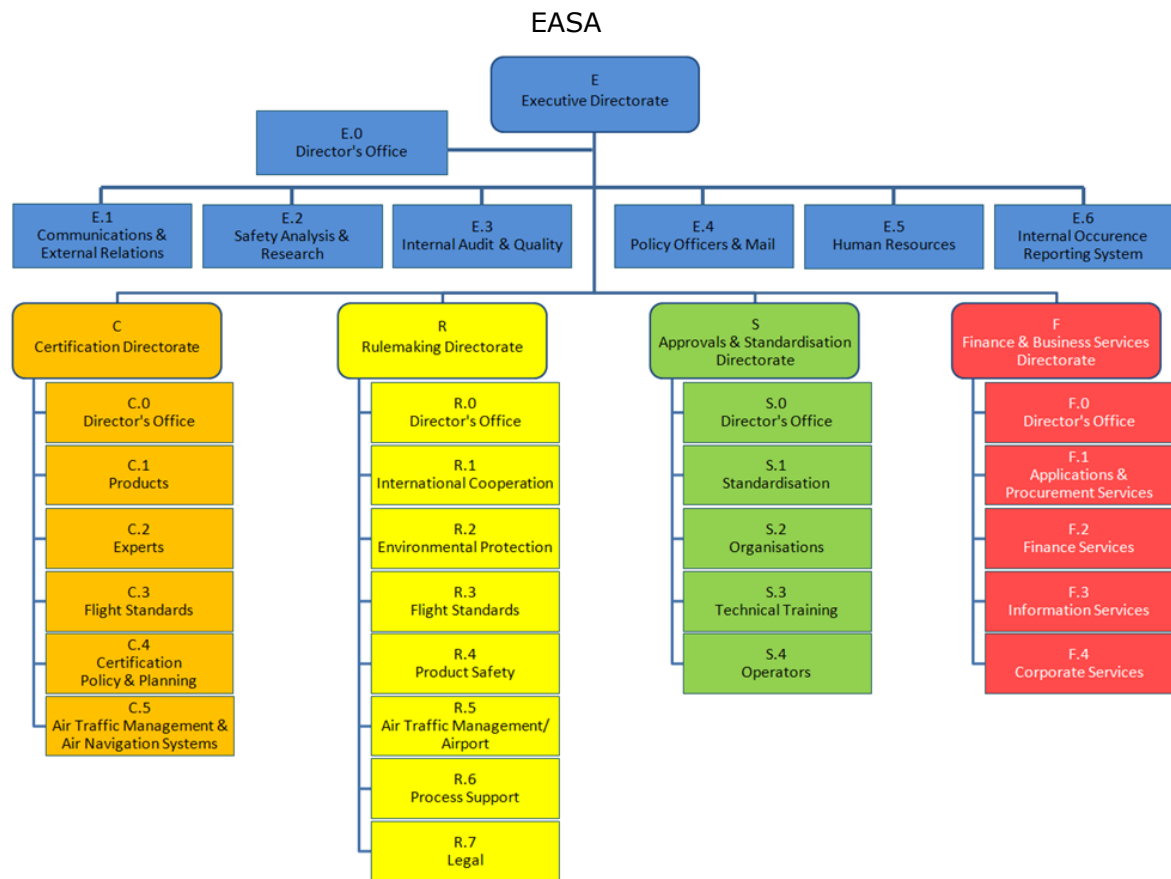 EASA
E
Executive Directorate
E.0
Director's Office
E.1
Communications &
External Relations
E.2
Safety Analysis &
Research
E.3
Internal Audit & Quality
E.4
Policy Officers & Mail
E.5
Human Resources
E.6
Internal Occurence
Reporting System
C
Certification Directorate
C.0
Director's Office
C.1
Products
C.2
Experts
C.3
Flight Standards
C.4
Certification
Policy & Planning
C.5
Air Traffic Management &
Air Navigation Systems
R
Rulemaking Directorate
R.0
Director's Office
R.1
International Cooperation
R.2
Environmental Protection
R.3
Flight Standards
R.4
Product Safety
R.5
Air Traffic Management/
Airport
R.6
Process Support
R.7
Legal
S
Approvals & Standardisation
Directorate
S.0
Director's Office
S.1
Standardisation
S.2
Organisations
S.3
Technical Training
S.4
Operators
F
Finance & Business Services
Directorate
F.0
Director's Office
F.1
Applications &
Procurement Services
F.2
Finance Services
F.3
Information Services
F.4
Corporate Services